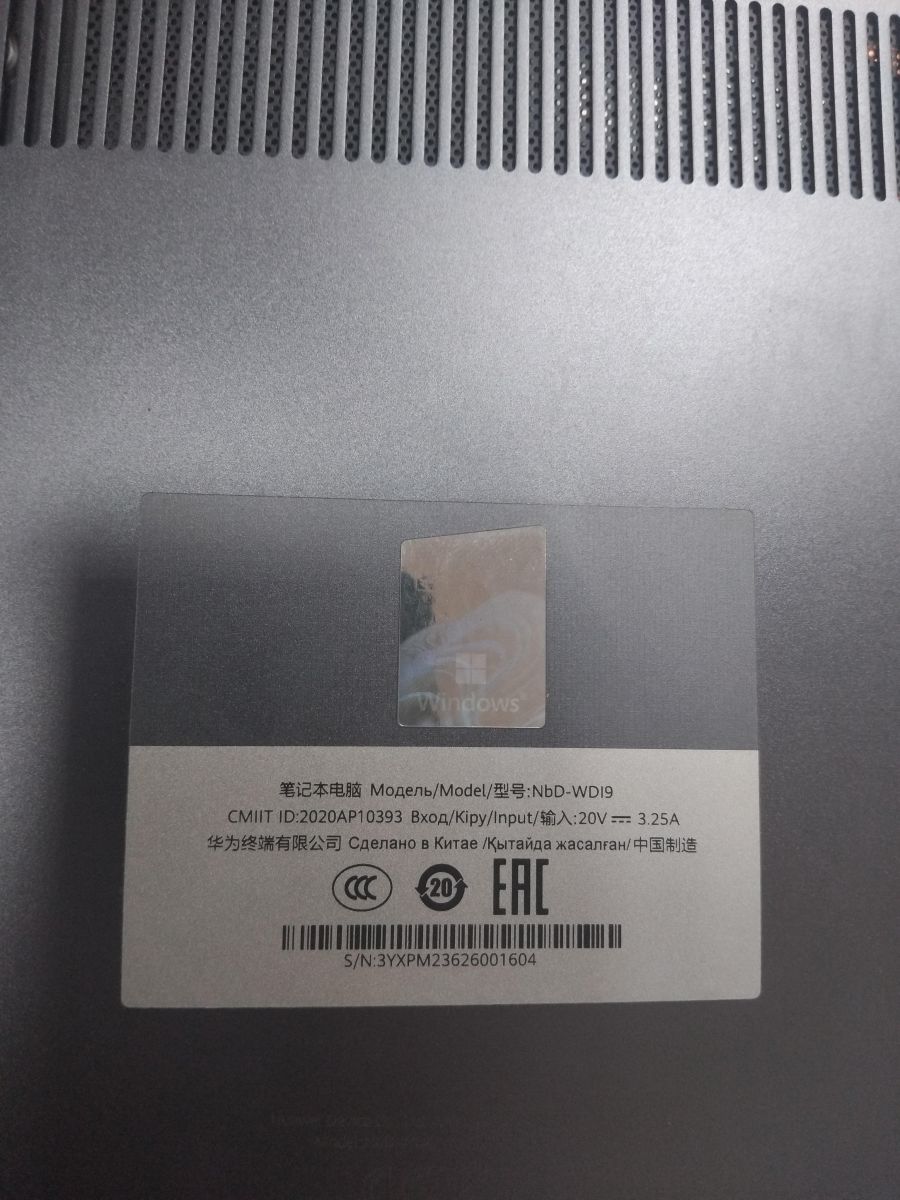 Windows®
笔记本电脑 Модель/Model/型号:NbD-WDI9
CMIIT ID:2020AP10393 Вход/Кіру/Input/输入:20V ⎓ 3.25A
华为终端有限公司 Сделано в Китае /Қытайда жасалған/ 中国制造
CCC 20 EAC
S/N:3YXPM23626001604